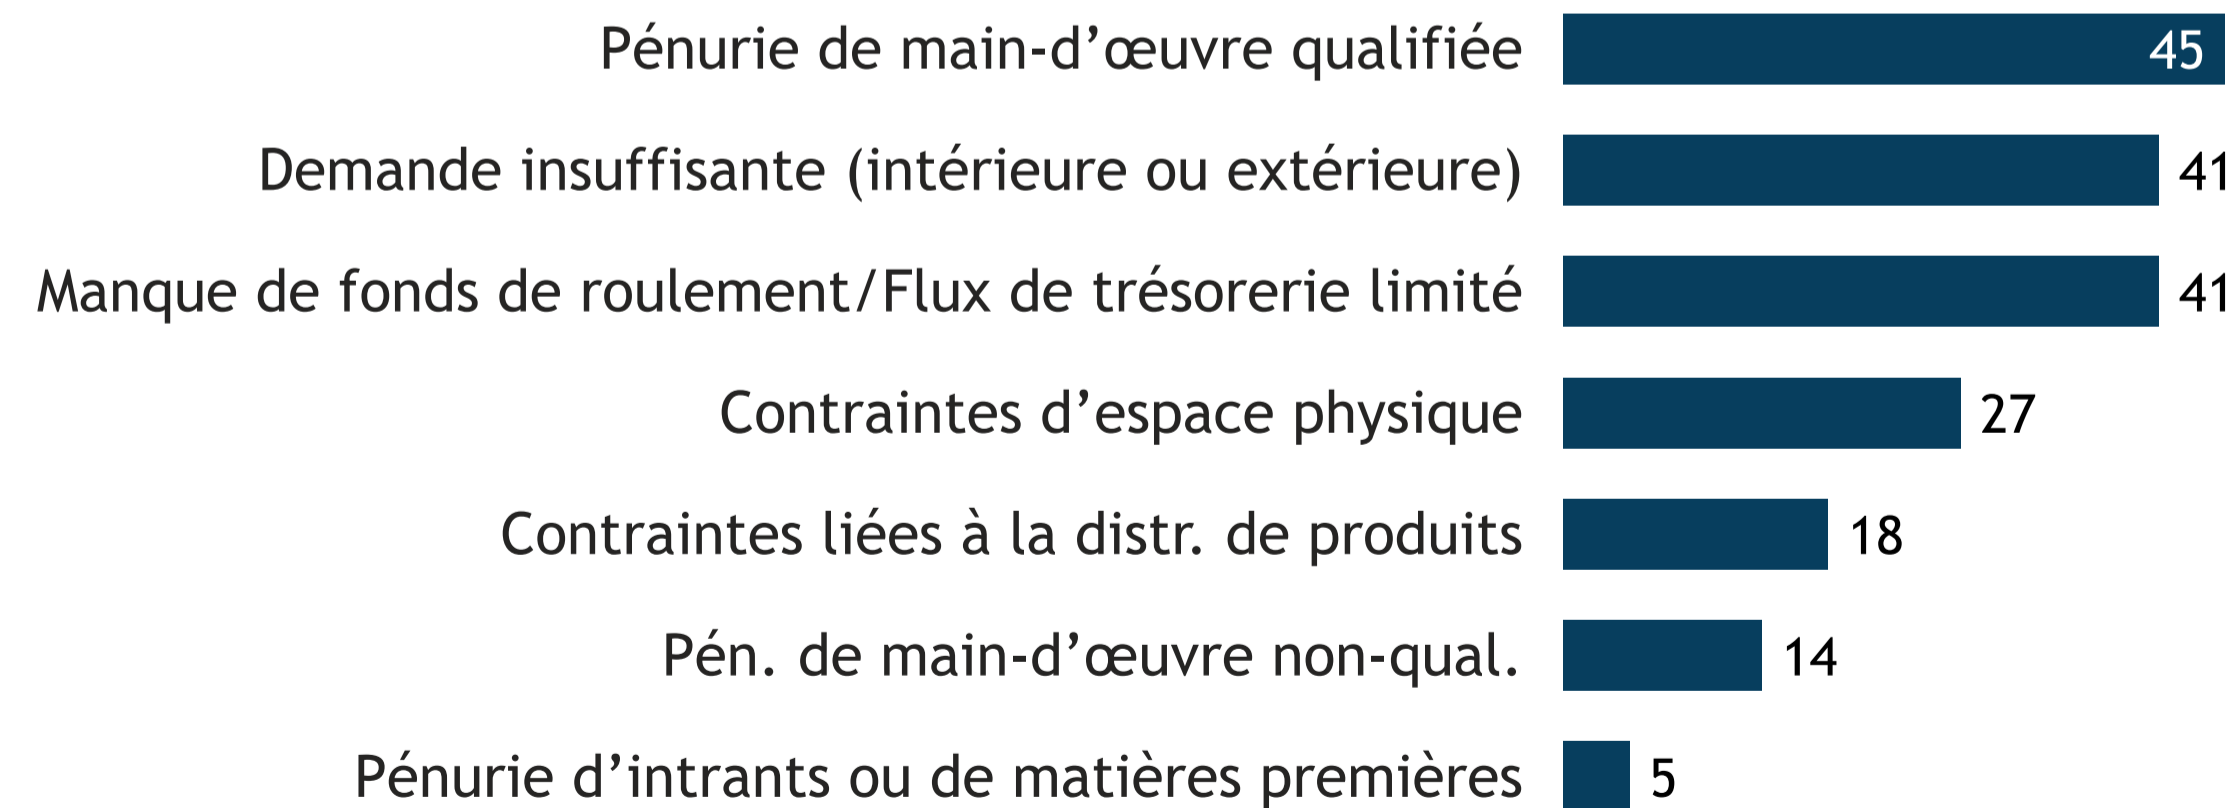 Pénurie de main-d’œuvre qualifiée 45
Demande insuffisante (intérieure ou extérieure) 41
Manque de fonds de roulement/Flux de trésorerie limité 41
Contraintes d’espace physique 27
Contraintes liées à la distr. de produits 18
Pén. de main-d’œuvre non-qual. 14
Pénurie d’intrants ou de matières premières 5